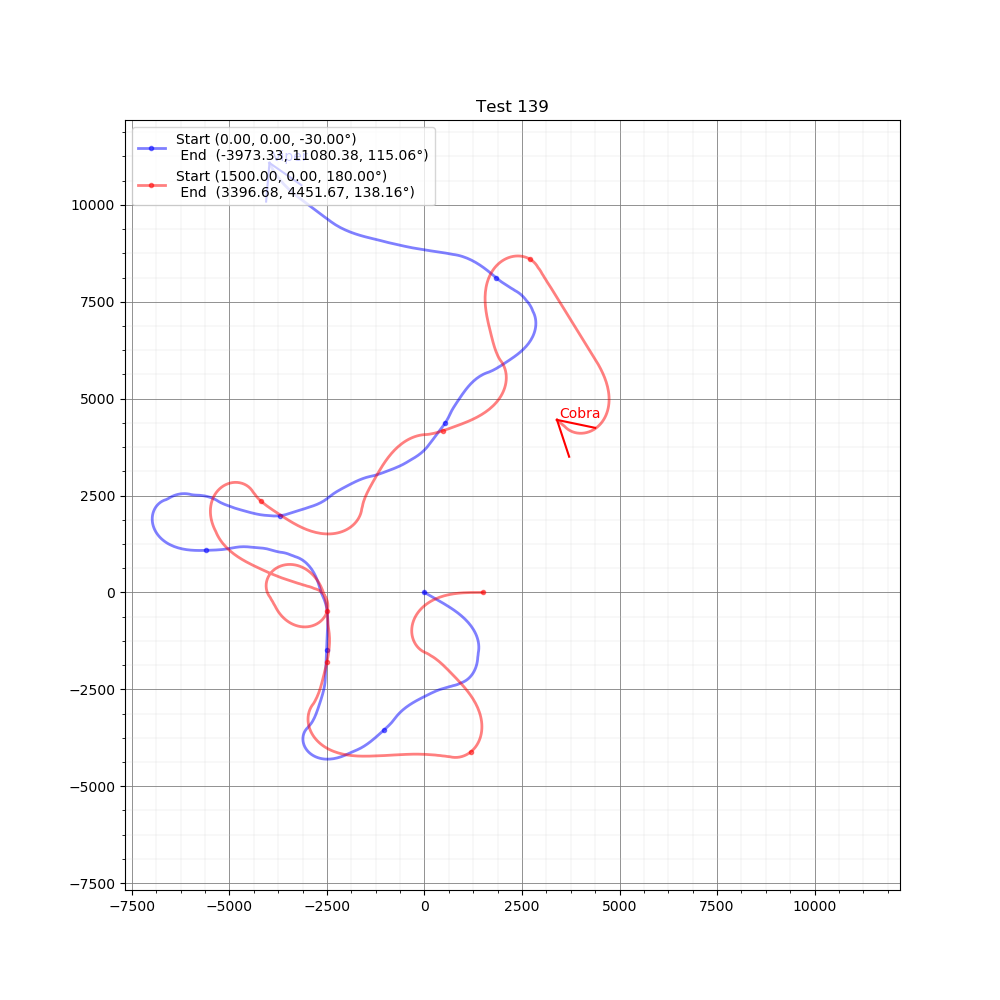 Test 139
Start (0.00, 0.00, -30.00°)
End (-3973.33, 11080.38, 115.06°)
Start (1500.00, 0.00, 180.00°)
End (3396.68, 4451.67, 138.16°)
10000
7500
5000
Cobra
2500
0
−2500
−5000
−7500
−7500 −5000 −2500 0 2500 5000 7500 10000